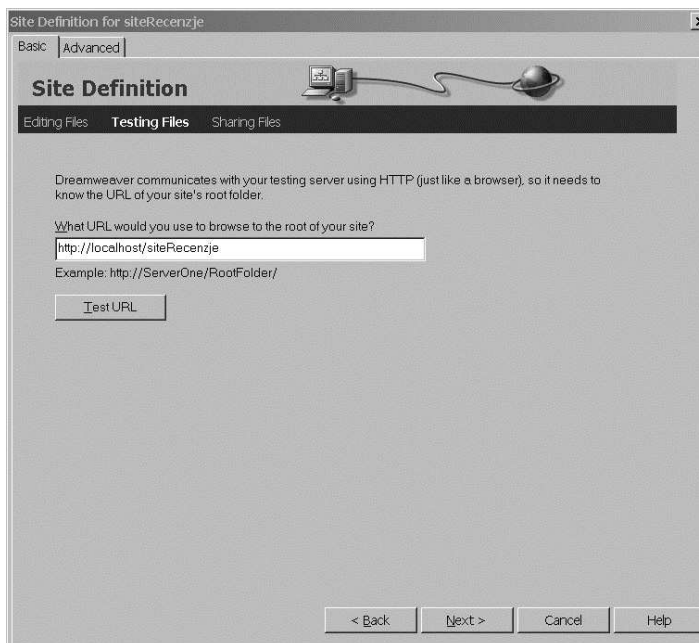 Site Definition for siteRecenzje
Basic Advanced
Site Definition
Editing Files Testing Files Sharing Files
Dreamweaver communicates with your testing server using HTTP (just like a browser), so it needs to
know the URL of your site's root folder.
What URL would you use to browse to the root of your site?
http://localhost/siteRecenzje
Example: http://ServerOne/RootFolder/
Test URL
< Back Next > Cancel Help